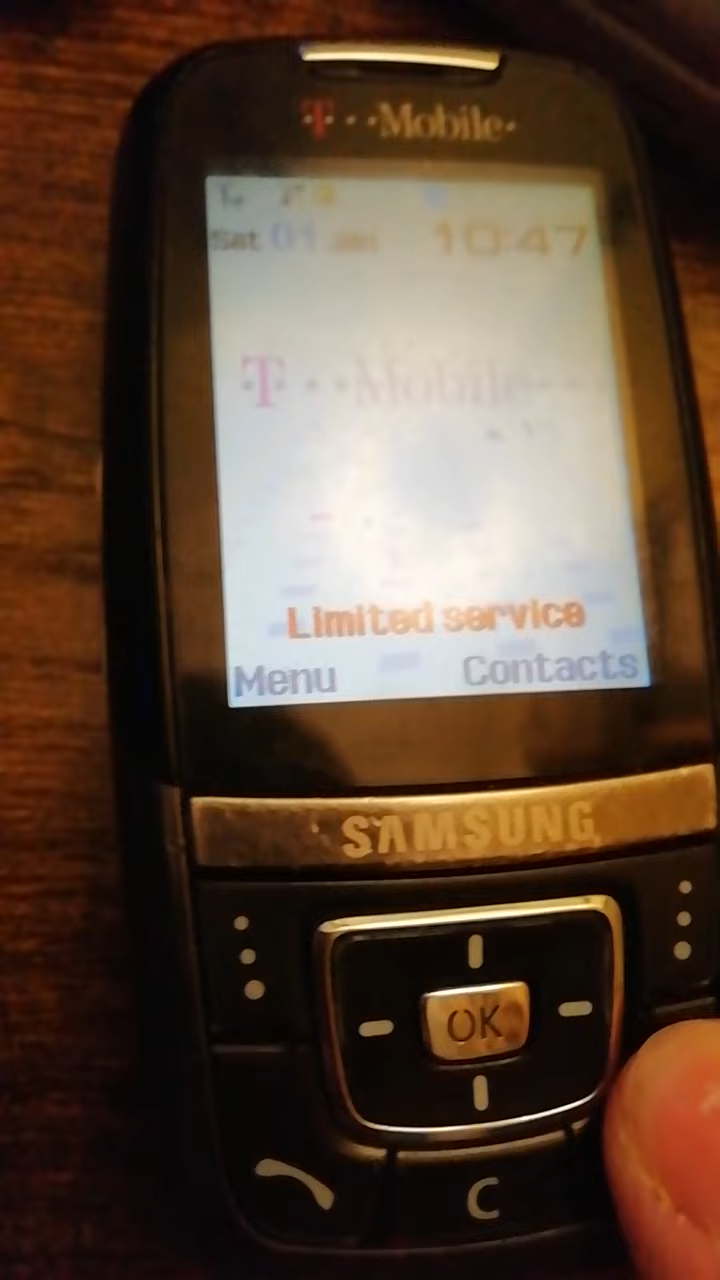 T··Mobile·
Sat 01 Jan 10:47
T··Mobile···
Limited service
Menu Contacts
SAMSUNG
OK
C